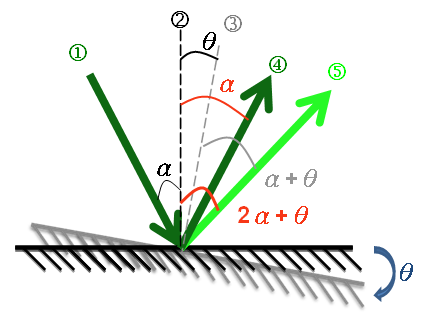 ②
③
θ
①
④
⑤
α
α
α + θ
2 α + θ
θ